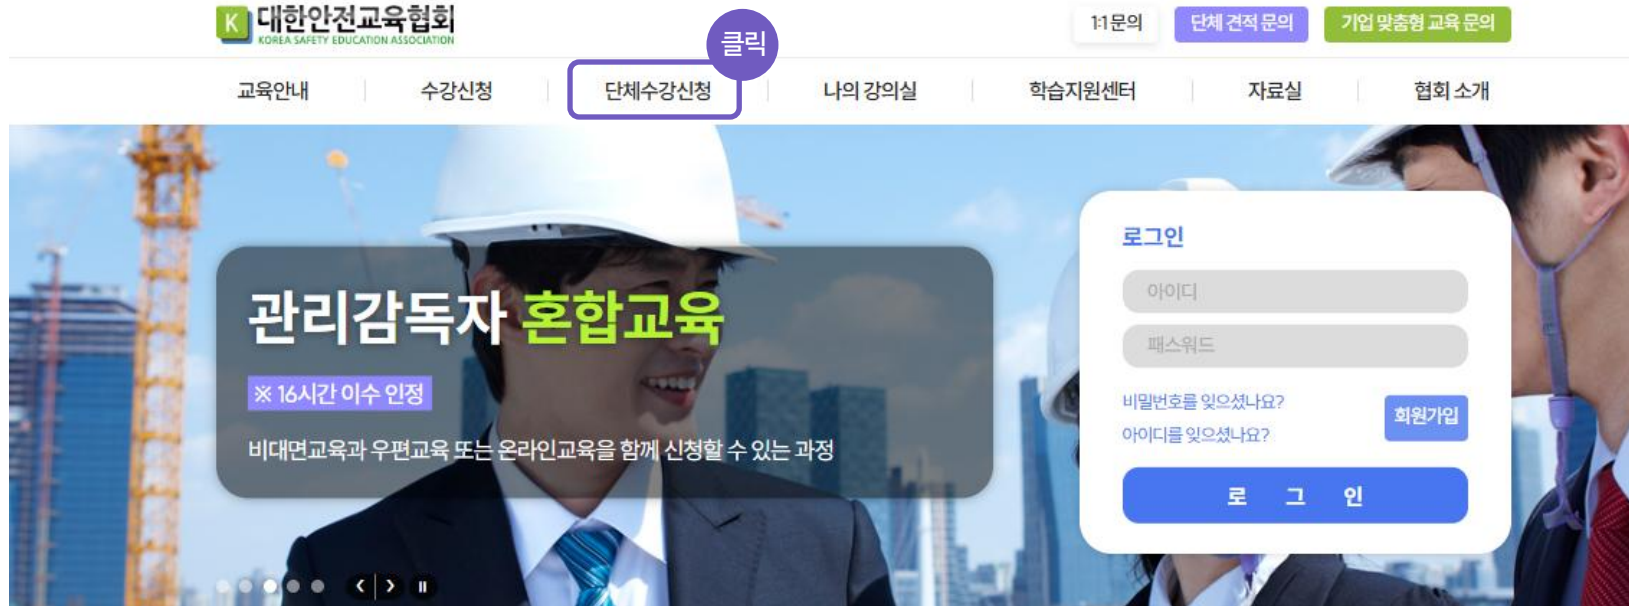 K 대한안전교육협회
KOREA SAFETY EDUCATION ASSOCIATION
클릭
1:1 문의
단체 견적 문의
기업 맞춤형 교육 문의
교육안내
수강신청
단체수강신청
나의 강의실
학습지원센터
자료실
협회 소개
관리감독자 혼합교육
※ 16시간 이수 인정
비대면교육과 우편교육 또는 온라인교육을 함께 신청할 수 있는 과정
로그인
아이디
패스워드
비밀번호를 잊으셨나요?
아이디를 잊으셨나요?
회원가입
로 그 인